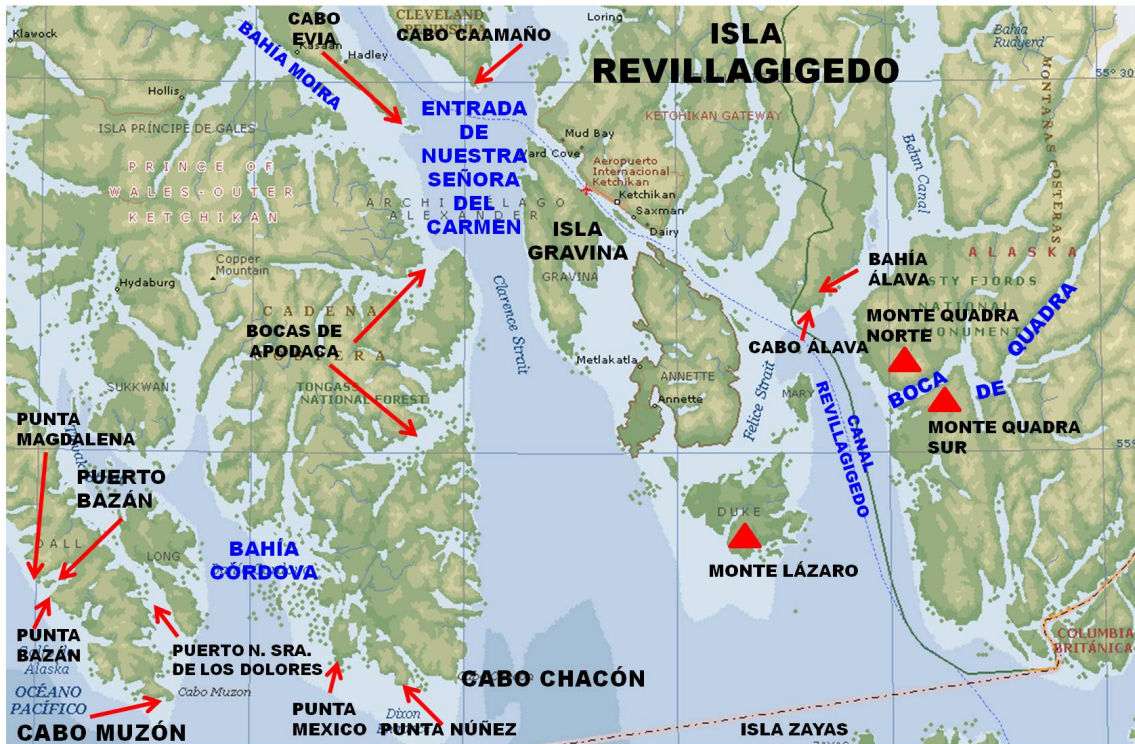 CLEVELAND
PENINSULA
Loring
CABO
EVIA
CABO CAAMAÑO
ISLA
REVILLAGIGEDO
Bahía
Rudyerd
Klawock
Kasaan
Hadley
BAHÍA MOIRA
55° 30
MONTAÑAS COSTERAS
Hollis
ENTRADA
DE
NUESTRA
SEÑORA
DEL
CARMEN
KETCHIKAN GATEWAY
ISLA PRÍNCIPE DE GALES
Mud Bay
Ward Cove
Behm Canal
Aeropuerto
Internacional
Ketchikan
PRINCE OF
WALES-OUTER
KETCHIKAN
ARCHIPIÉLAGO
ALEXANDER
Ketchikan
Saxman
Dairy
ISLA
GRAVINA
GRAVINA
ALASKA
Copper
Mountain
Hydaburg
BAHÍA
ÁLAVA
MISTY FJORDS
NATIONAL
MONUMENT
Clarence Strait
CADENA
COSTERA
BOCAS DE
APODACA
MONTE QUADRA
NORTE
CABO ÁLAVA
BOCA DE QUADRA
Metlakatla
SUKKWAN
TONGASS
NATIONAL FOREST
ANNETTE
Annette
Felice Strait
MARY
CANAL
REVILLAGIGEDO
MONTE QUADRA
SUR
55°
PUNTA
MAGDALENA
PUERTO
BAZÁN
DUKE
DALL
LONG
BAHÍA
CÓRDOVA
MONTE LÁZARO
PUNTA
BAZÁN
Alaska
PUERTO N. SRA.
DE LOS DOLORES
COLUMBIA
BRITÁNICA
OCÉANO
PACÍFICO
Cabo Muzon
CABO CHACÓN
CABO MUZÓN
PUNTA
MEXICO
Dixon
PUNTA NÚÑEZ
ISLA ZAYAS